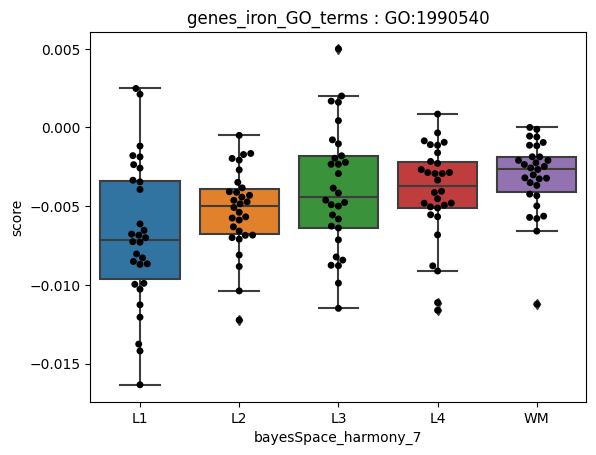 genes_iron_GO_terms : GO:1990540
0.005
0.000
−0.005
−0.010
−0.015
score
L1 L2 L3 L4 WM
bayesSpace_harmony_7